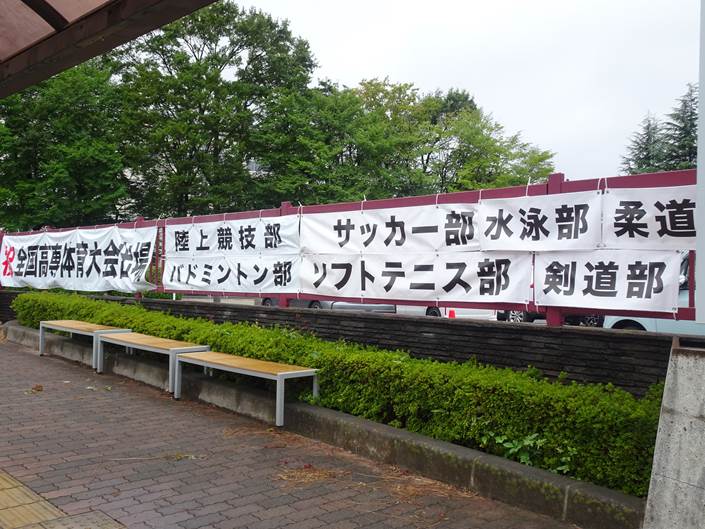 祝全国高専体育大会出場
陸上競技部
バドミントン部
サッカー部
ソフトテニス部
水泳部
剣道部
柔道